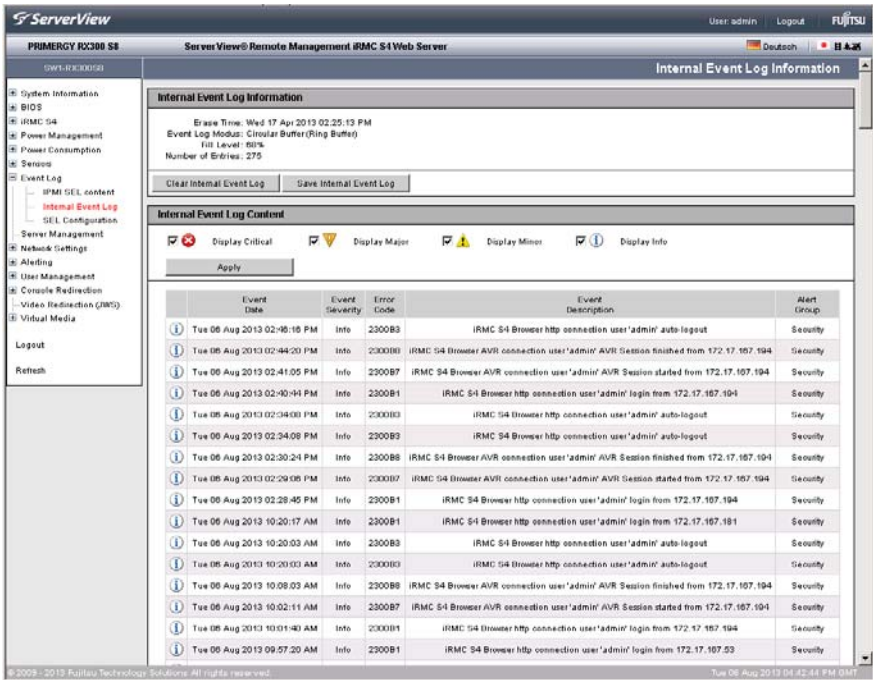 ServerView
User: admin Logout FUJITSU
PRIMERGY RX300 S8 ServerView® Remote Management iRMC S4 Web Server Deutsch 日本語
SW1-RX300S8 Internal Event Log Information
System Information
BIOS
iRMC S4
Power Management
Power Consumption
Sensors
Event Log
IPMI SEL content
Internal Event Log
SEL Configuration
Server Management
Network Settings
Alerting
User Management
Console Redirection
Video Redirection (JWS)
Virtual Media
Logout
Refresh
Internal Event Log Information
Erase Time: Wed 17 Apr 2013 02:25:13 PM
Event Log Modus: Circular Buffer(Ring Buffer)
Fill Level: 68%
Number of Entries: 275
Clear Internal Event Log Save Internal Event Log
Internal Event Log Content
Display Critical Display Major Display Minor Display Info
Apply
Event Date Event Severity Error Code Event Description Alert Group
Tue 06 Aug 2013 02:46:16 PM Info 2300B3 iRMC S4 Browser http connection user 'admin' auto-logout Security
Tue 06 Aug 2013 02:44:20 PM Info 2300B8 iRMC S4 Browser AVR connection user 'admin' AVR Session finished from 172.17.167.194 Security
Tue 06 Aug 2013 02:41:05 PM Info 2300B7 iRMC S4 Browser AVR connection user 'admin' AVR Session started from 172.17.167.194 Security
Tue 06 Aug 2013 02:40:44 PM Info 2300B1 iRMC S4 Browser http connection user 'admin' login from 172.17.167.194 Security
Tue 06 Aug 2013 02:34:08 PM Info 2300B3 iRMC S4 Browser http connection user 'admin' auto-logout Security
Tue 06 Aug 2013 02:34:08 PM Info 2300B3 iRMC S4 Browser http connection user 'admin' auto-logout Security
Tue 06 Aug 2013 02:30:24 PM Info 2300B8 iRMC S4 Browser AVR connection user 'admin' AVR Session finished from 172.17.167.194 Security
Tue 06 Aug 2013 02:29:06 PM Info 2300B7 iRMC S4 Browser AVR connection user 'admin' AVR Session started from 172.17.167.194 Security
Tue 06 Aug 2013 02:28:45 PM Info 2300B1 iRMC S4 Browser http connection user 'admin' login from 172.17.167.194 Security
Tue 06 Aug 2013 10:20:17 AM Info 2300B1 iRMC S4 Browser http connection user 'admin' login from 172.17.167.181 Security
Tue 06 Aug 2013 10:20:03 AM Info 2300B3 iRMC S4 Browser http connection user 'admin' auto-logout Security
Tue 06 Aug 2013 10:20:03 AM Info 2300B3 iRMC S4 Browser http connection user 'admin' auto-logout Security
Tue 06 Aug 2013 10:08:03 AM Info 2300B8 iRMC S4 Browser AVR connection user 'admin' AVR Session finished from 172.17.167.194 Security
Tue 06 Aug 2013 10:02:11 AM Info 2300B7 iRMC S4 Browser AVR connection user 'admin' AVR Session started from 172.17.167.194 Security
Tue 06 Aug 2013 10:01:40 AM Info 2300B1 iRMC S4 Browser http connection user 'admin' login from 172.17.167.194 Security
Tue 06 Aug 2013 09:57:20 AM Info 2300B1 iRMC S4 Browser http connection user 'admin' login from 172.17.167.53 Security
© 2009 - 2013 Fujitsu Technology Solutions All rights reserved. Tue 06 Aug 2013 04:42:44 PM GMT